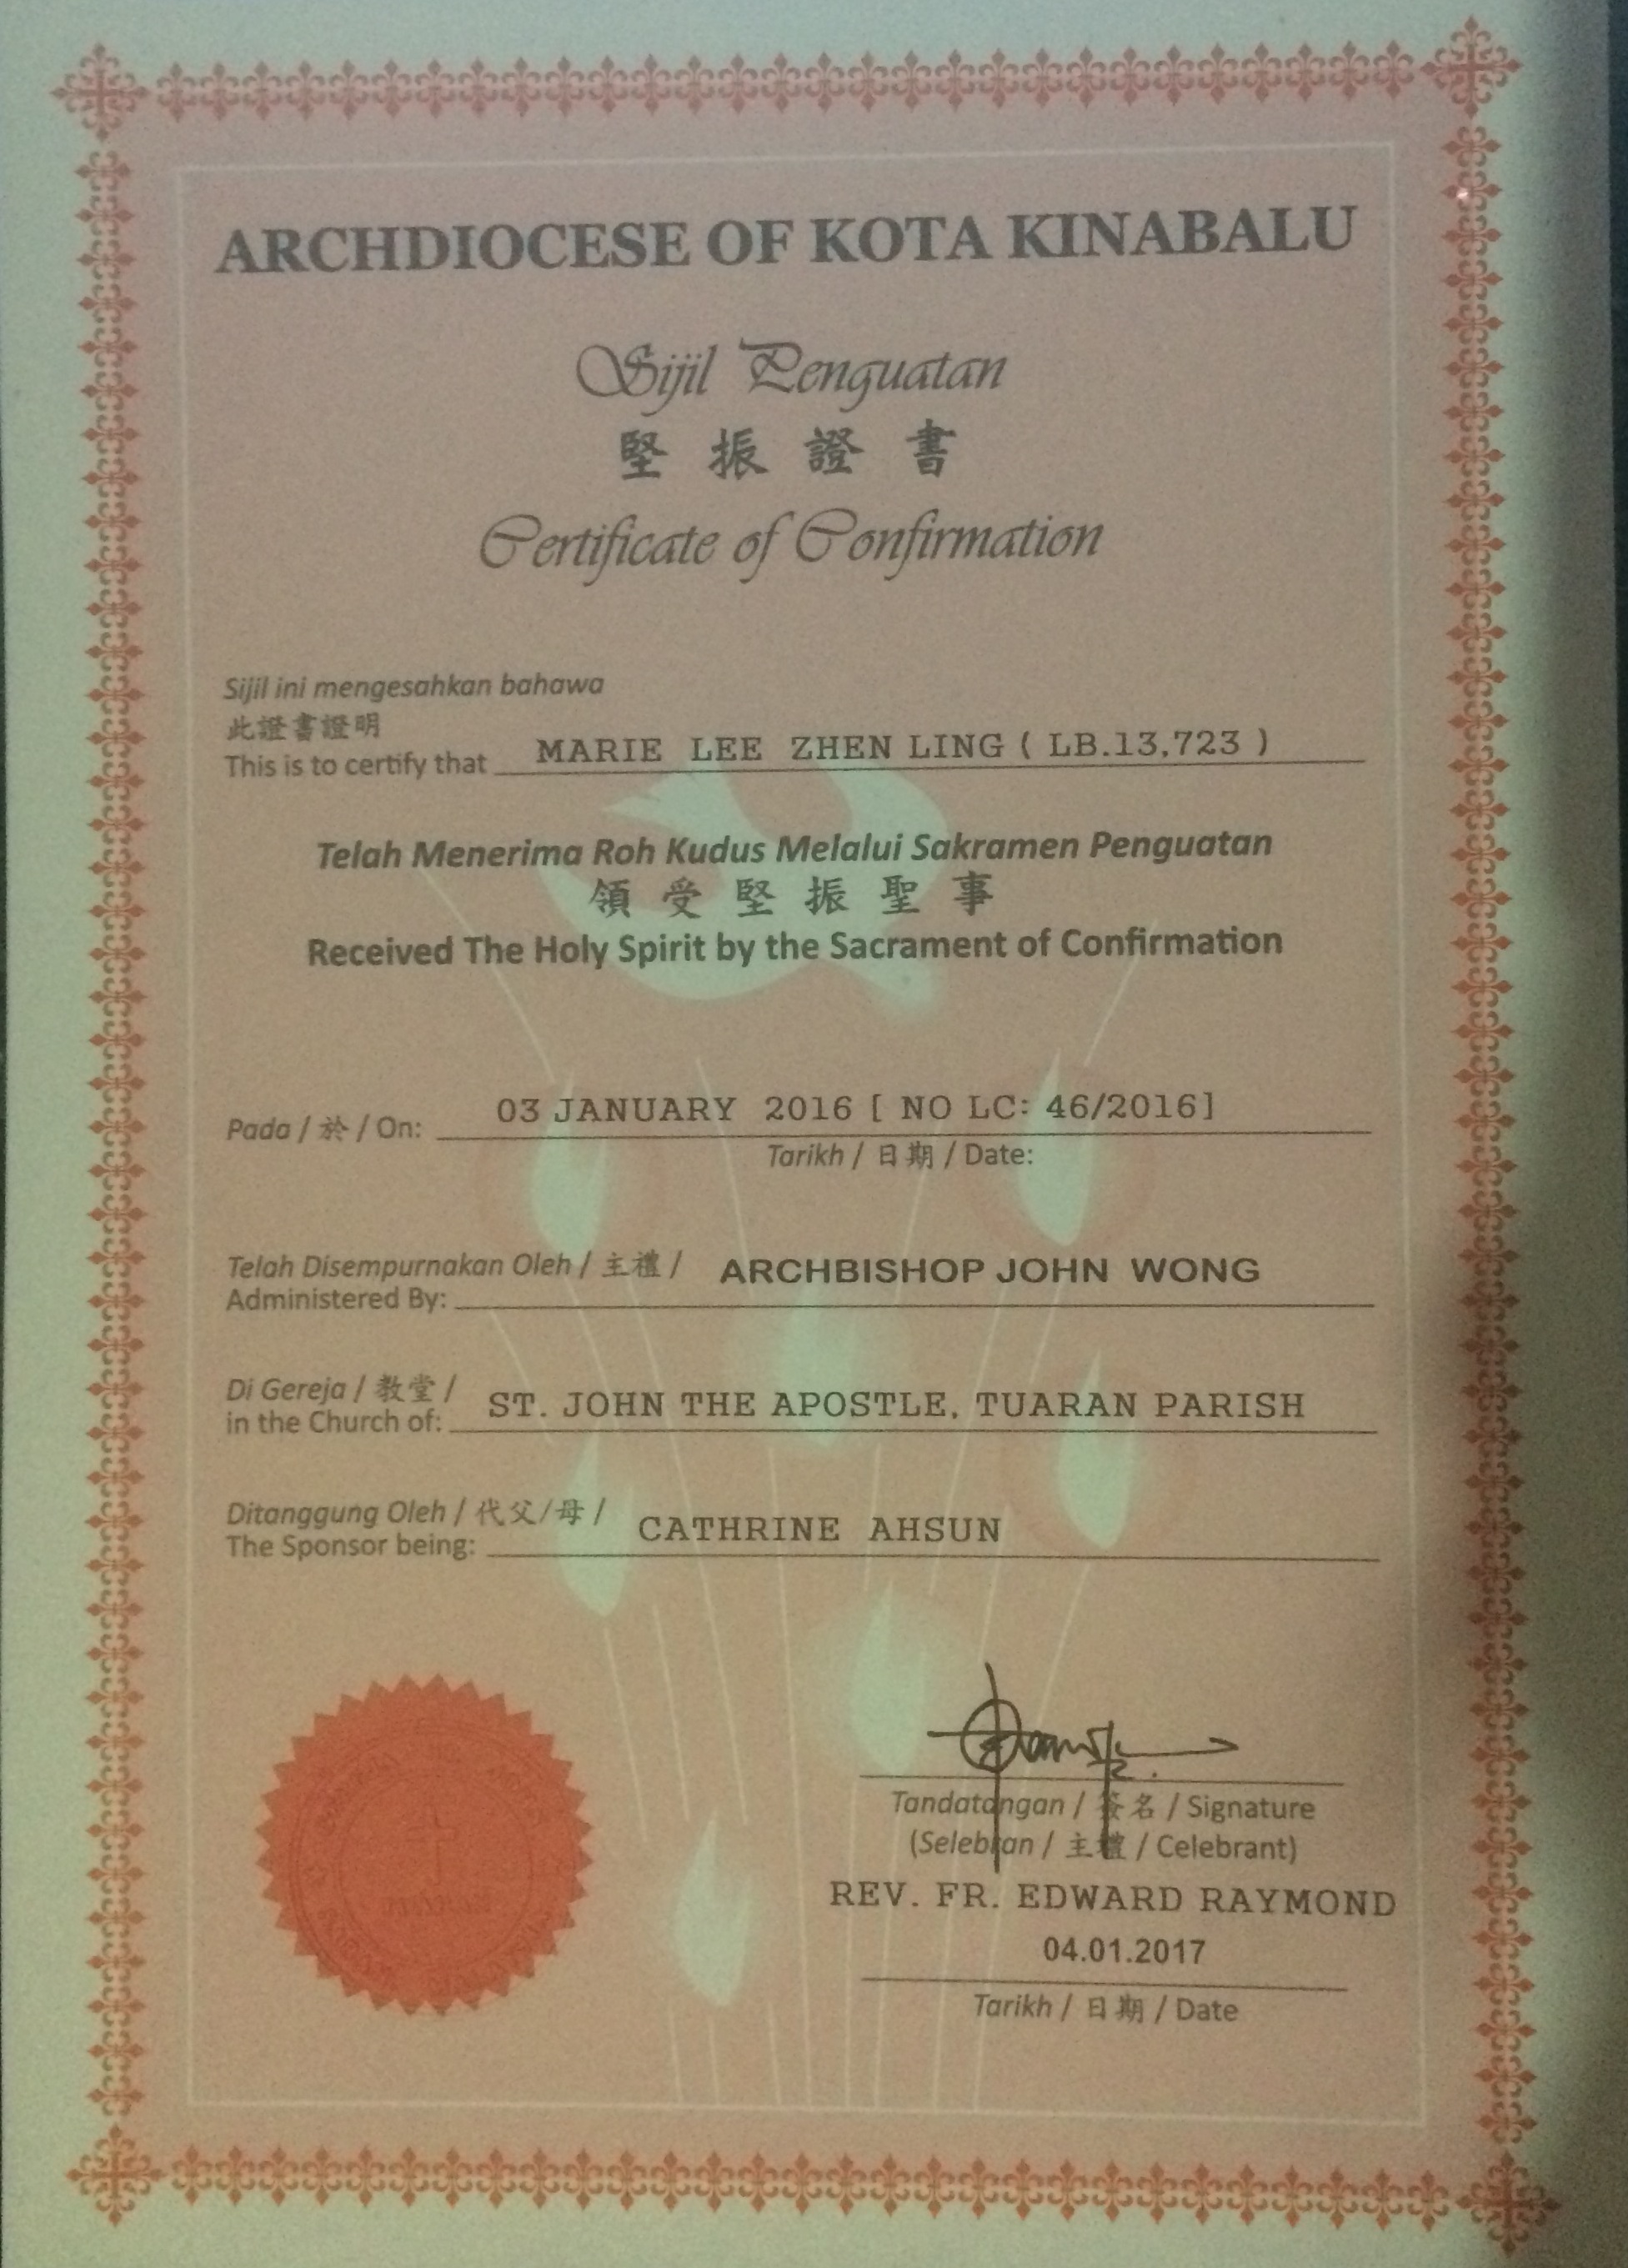 ARCHDIOCESE OF KOTA KINABALU
Sijil Penguatan
堅振證書
Certificate of Confirmation
Sijil ini mengesahkan bahawa
此證書證明
This is to certify that MARIE LEE ZHEN LING ( LB.13,723 )
Telah Menerima Roh Kudus Melalui Sakramen Penguatan
領受堅振聖事
Received The Holy Spirit by the Sacrament of Confirmation
Pada / 於 / On: 03 JANUARY 2016 [ NO LC: 46/2016]
Tarikh / 日期 / Date:
Telah Disempurnakan Oleh / 主禮 / ARCHBISHOP JOHN WONG
Administered By:
Di Gereja / 教堂 / ST. JOHN THE APOSTLE, TUARAN PARISH
in the Church of:
Ditanggung Oleh / 代父/母 / CATHRINE AHSUN
The Sponsor being:
Tandatangan / 簽名 / Signature
(Selebran / 主禮 / Celebrant)
REV. FR. EDWARD RAYMOND
04.01.2017
Tarikh / 日期 / Date